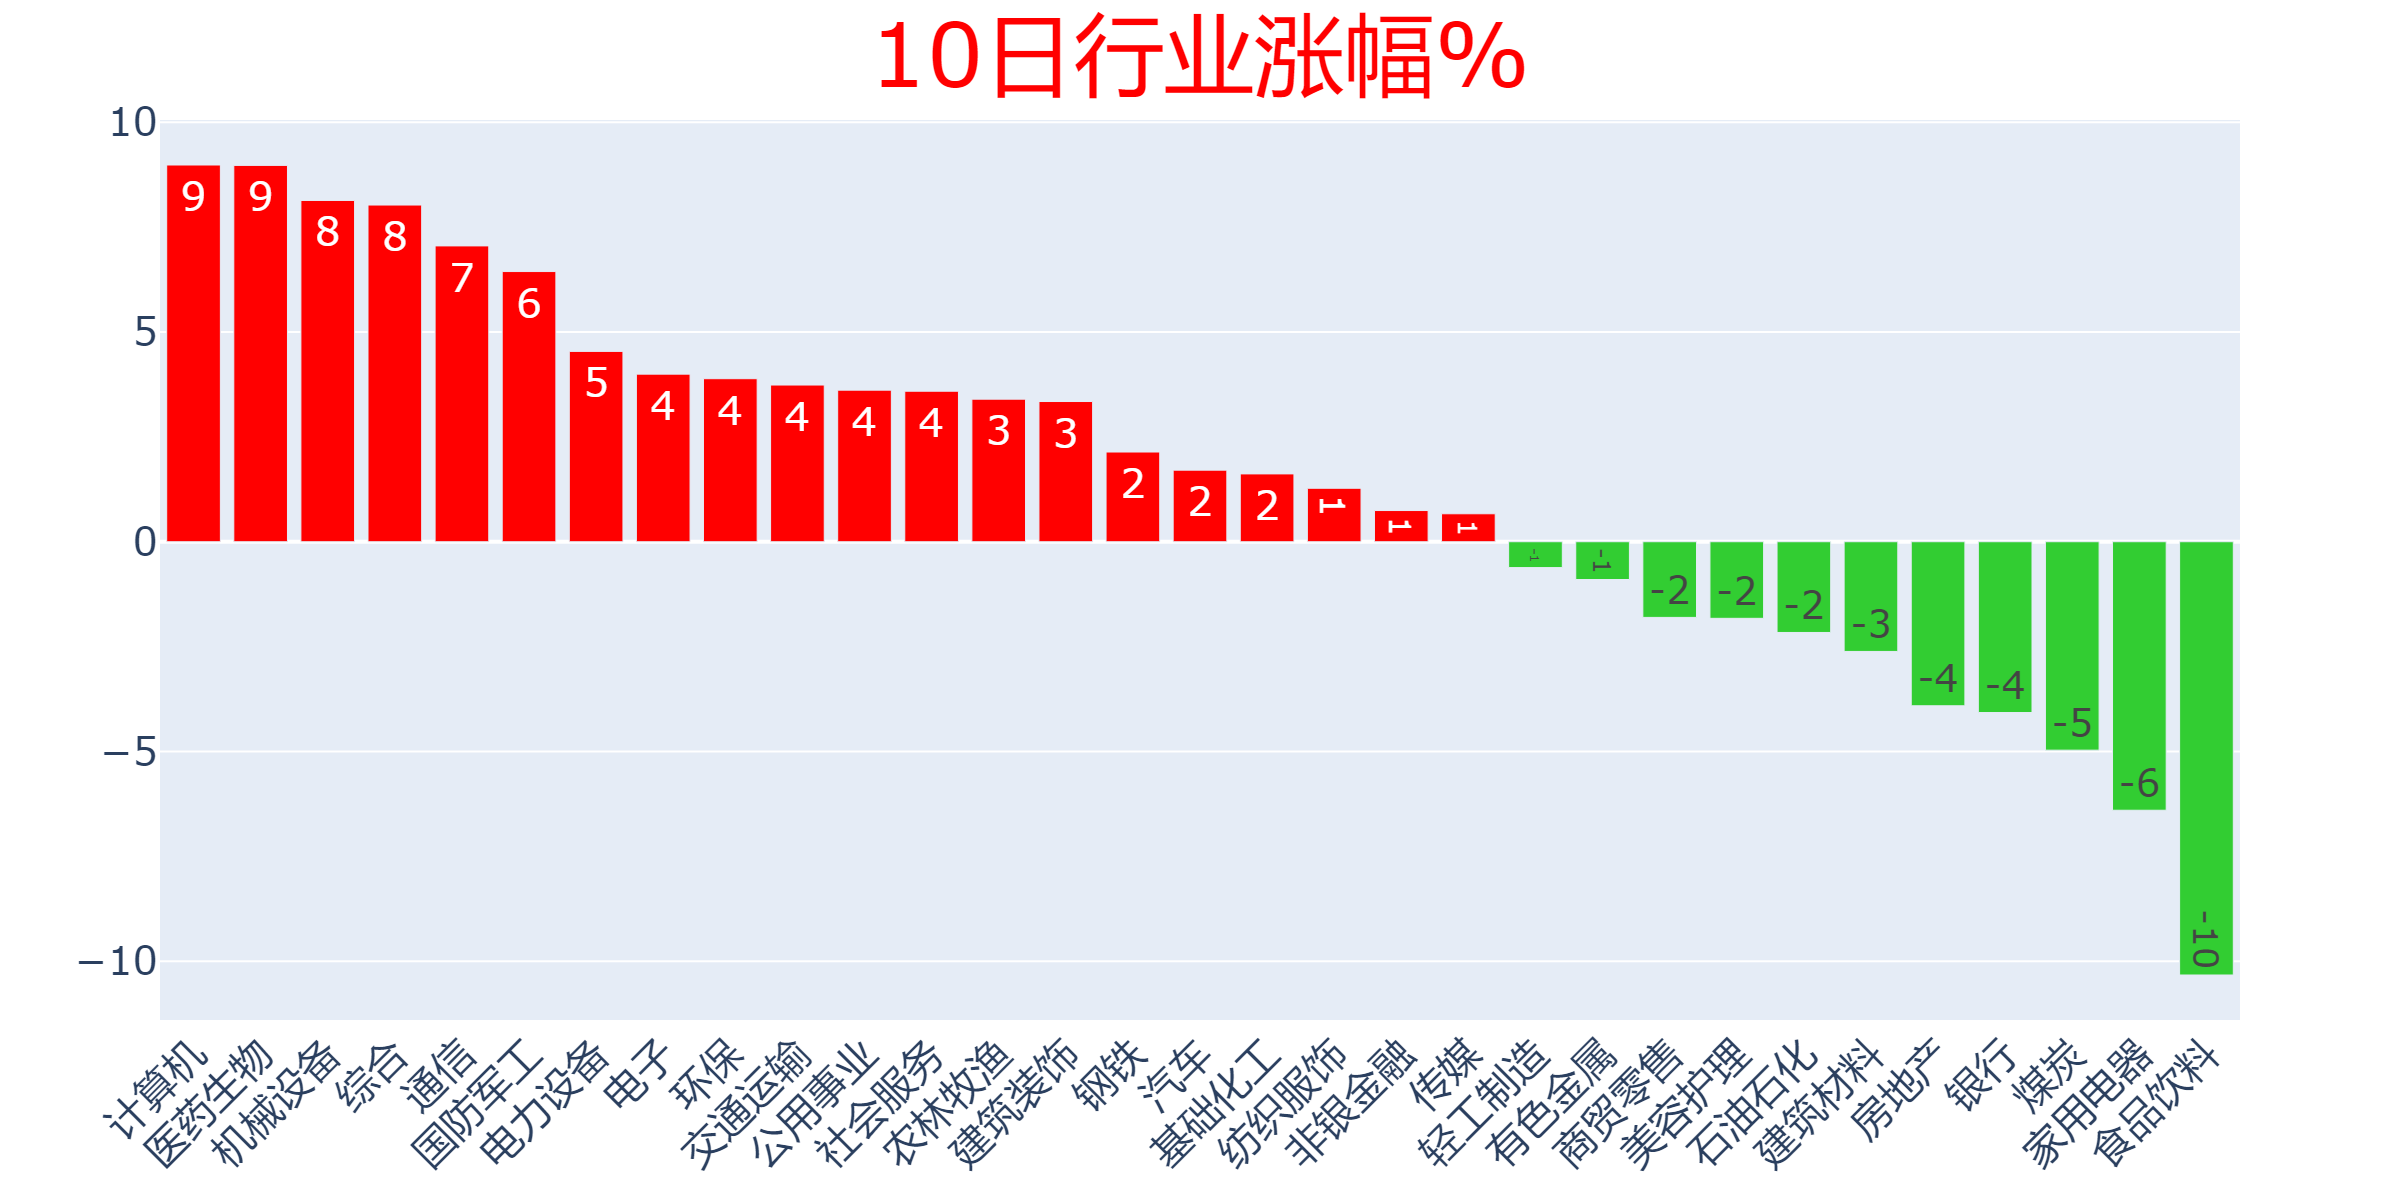 10日行业涨幅%
10
5
0
−5
−10
9
9
8
8
7
6
5
4
4
4
4
4
3
3
2
2
2
1
1
1
-1
-1
-2
-2
-2
-3
-4
-4
-5
-6
-10
计算机
医药生物
机械设备
综合
通信
国防军工
电力设备
电子
环保
交通运输
公用事业
社会服务
农林牧渔
建筑装饰
钢铁
汽车
基础化工
纺织服饰
非银金融
传媒
轻工制造
有色金属
商贸零售
美容护理
石油石化
建筑材料
房地产
银行
煤炭
家用电器
食品饮料